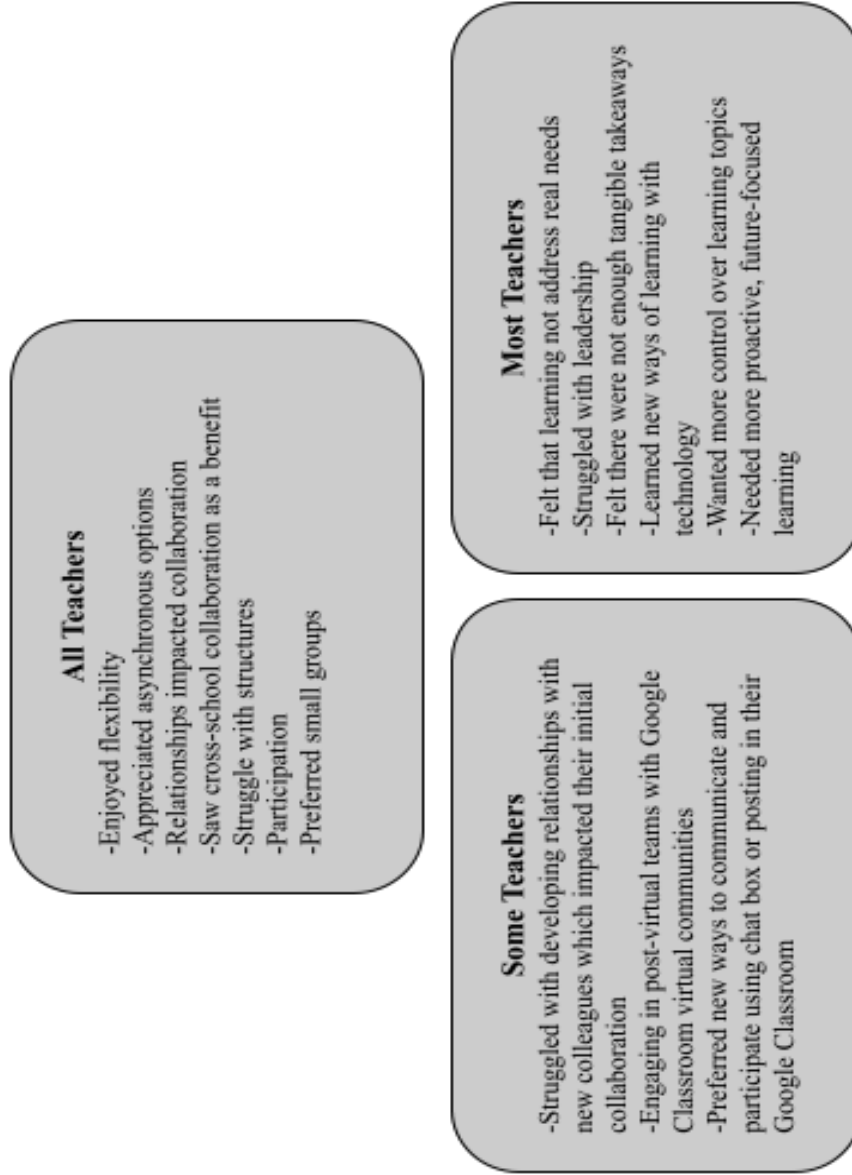 All Teachers
-Enjoyed flexibility
-Appreciated asynchronous options
-Relationships impacted collaboration
-Saw cross-school collaboration as a benefit
-Struggle with structures
-Participation
-Preferred small groups
Some Teachers
-Struggled with developing relationships with
new colleagues which impacted their initial
collaboration
-Engaging in post-virtual teams with Google
Classroom virtual communities
-Preferred new ways to communicate and
participate using chat box or posting in their
Google Classroom
Most Teachers
-Felt that learning not address real needs
-Struggled with leadership
-Felt there were not enough tangible takeaways
-Learned new ways of learning with
technology
-Wanted more control over learning topics
-Needed more proactive, future-focused
learning